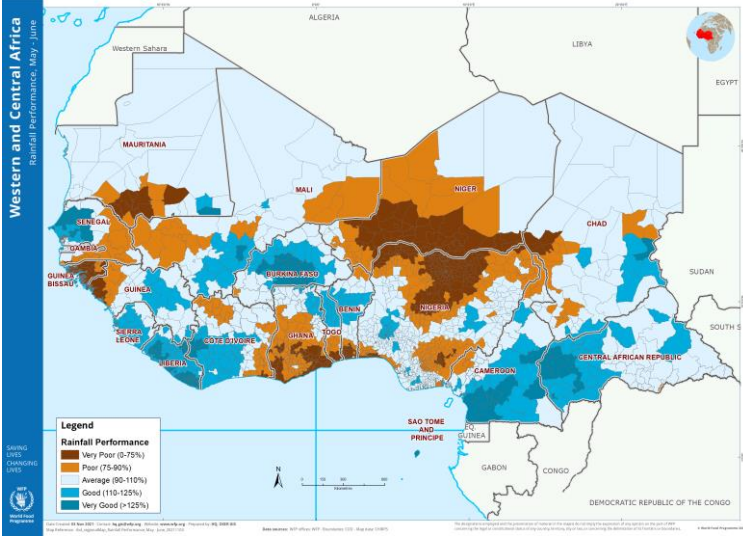 Western and Central Africa
Rainfall Performance, May - June
ALGERIA
Western Sahara
LIBYA
EGYPT
MAURITANIA
MALI
NIGER
CHAD
SUDAN
SENEGAL
GAMBIA
GUINEA
BISSAU
GUINEA
BURKINA FASU
BENIN
NIGERIA
SIERRA
LEONE
COTE D'IVOIRE
GHANA
TOGO
LIBERIA
SOUTH S
CENTRAL AFRICAN REPUBLIC
CAMEROON
SAO TOME
AND
PRINCIPE
EQ.
GUINEA
GABON
CONGO
DEMOCRATIC REPUBLIC OF THE CONGO
Legend
Rainfall Performance
Very Poor (0-75%)
Poor (75-90%)
Average (90-110%)
Good (110-125%)
Very Good (>125%)
N
SAVING
LIVES
CHANGING
LIVES
WFP
World Food
Programme